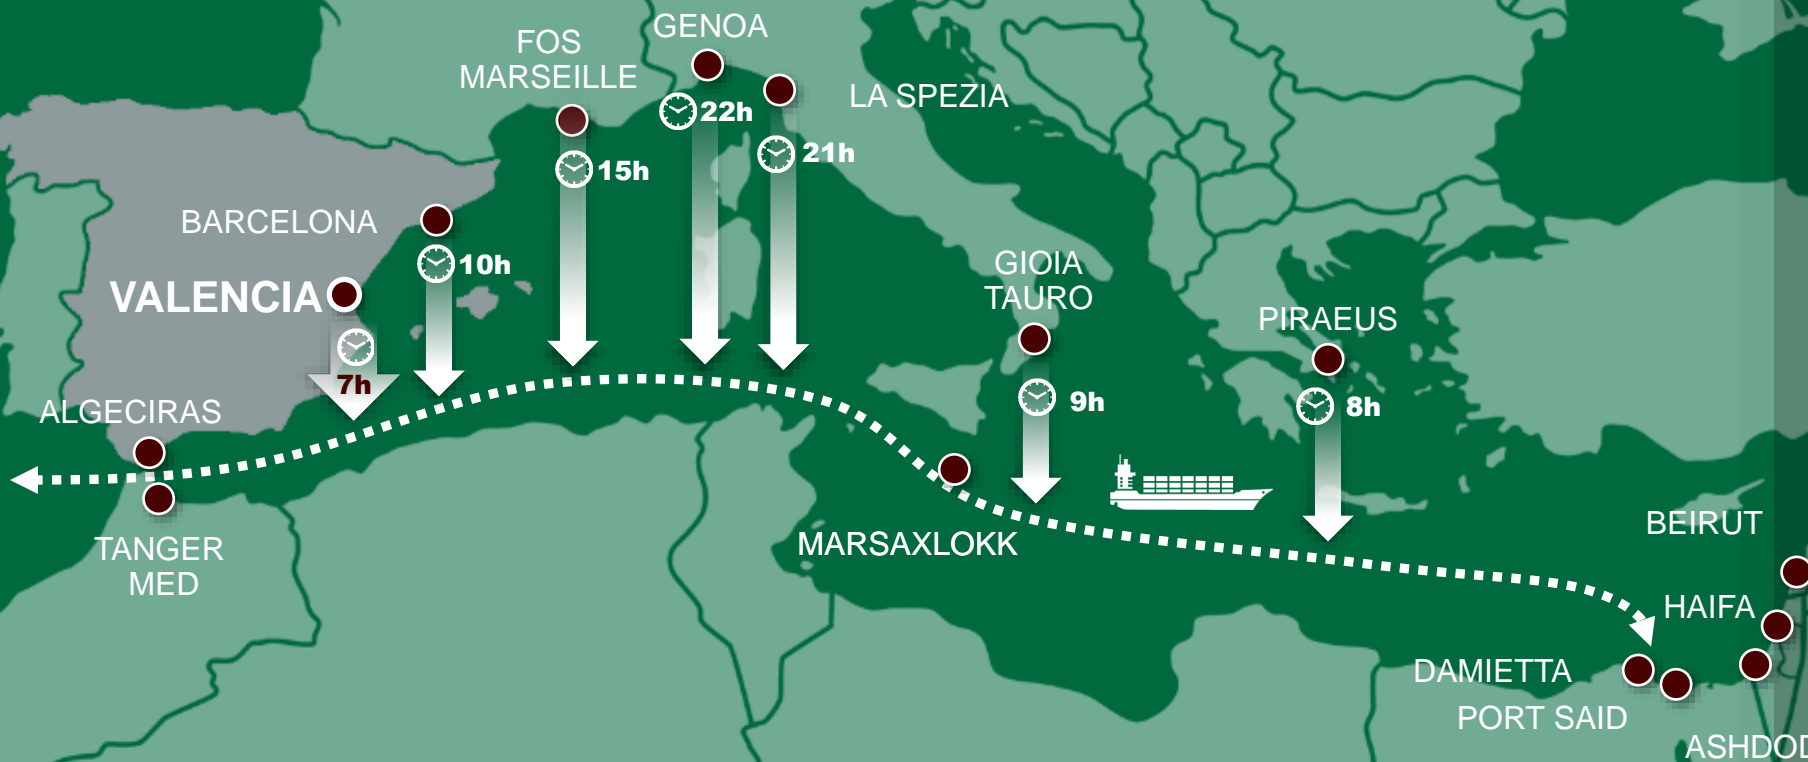 GENOA
FOS
MARSEILLE
LA SPEZIA
22h
21h
15h
BARCELONA
10h
VALENCIA
7h
GIOIA
TAURO
9h
PIRAEUS
8h
ALGECIRAS
TANGER
MED
MARSAXLOKK
BEIRUT
HAIFA
DAMIETTA
PORT SAID
ASHDOD